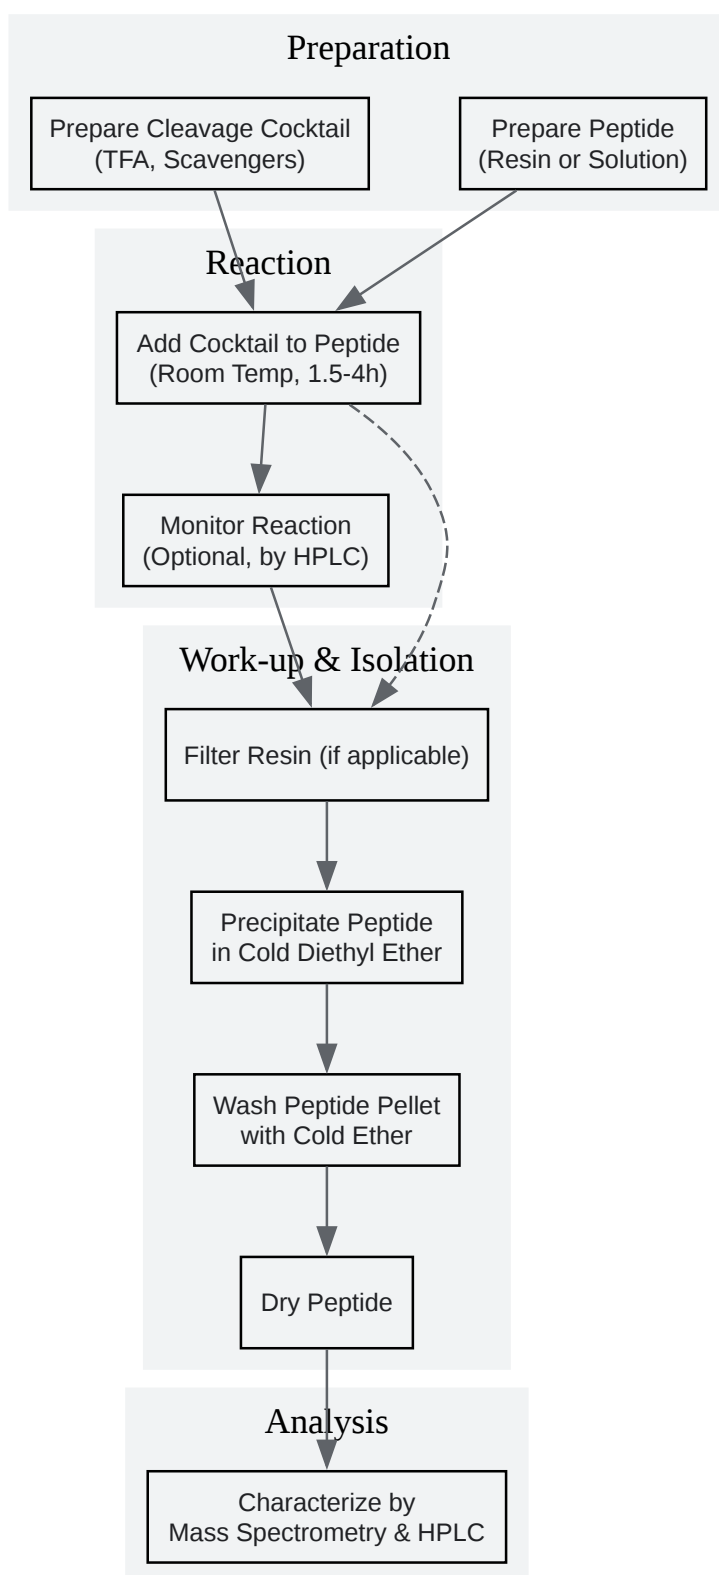 Preparation
Prepare Cleavage Cocktail
(TFA, Scavengers)
Prepare Peptide
(Resin or Solution)
Reaction
Add Cocktail to Peptide
(Room Temp, 1.5-4h)
Monitor Reaction
(Optional, by HPLC)
Work-up & Isolation
Filter Resin (if applicable)
Precipitate Peptide
in Cold Diethyl Ether
Wash Peptide Pellet
with Cold Ether
Dry Peptide
Analysis
Characterize by
Mass Spectrometry & HPLC